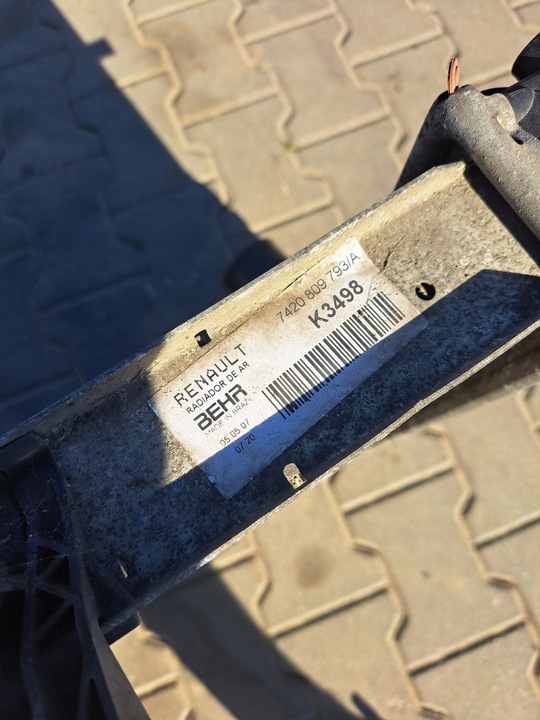 7420 809 793/A
K3498
RENAULT
RADIADOR DE AR
BEHR
MADE IN BRAZIL
05 05 07
07 20